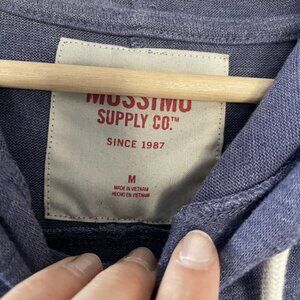 MOSSIMO
SUPPLY CO.™
SINCE 1987
M
MADE IN VIETNAM
HECHO EN VIETNAM